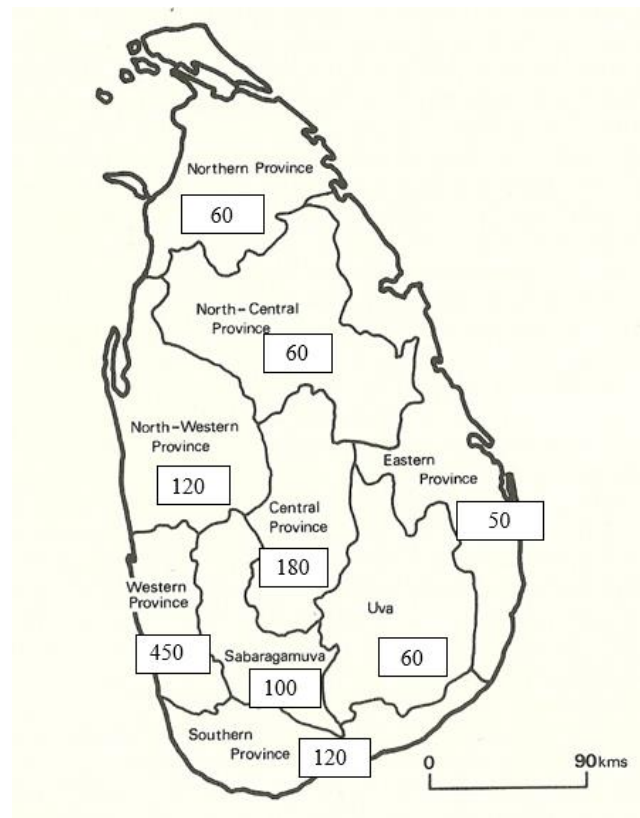 Northern Province
60
North-Central
Province
60
North-Western
Province
120
Eastern
Province
50
Central
Province
180
Western
Province
450
Uva
60
Sabaragamuva
100
Southern
Province
120
0 90kms